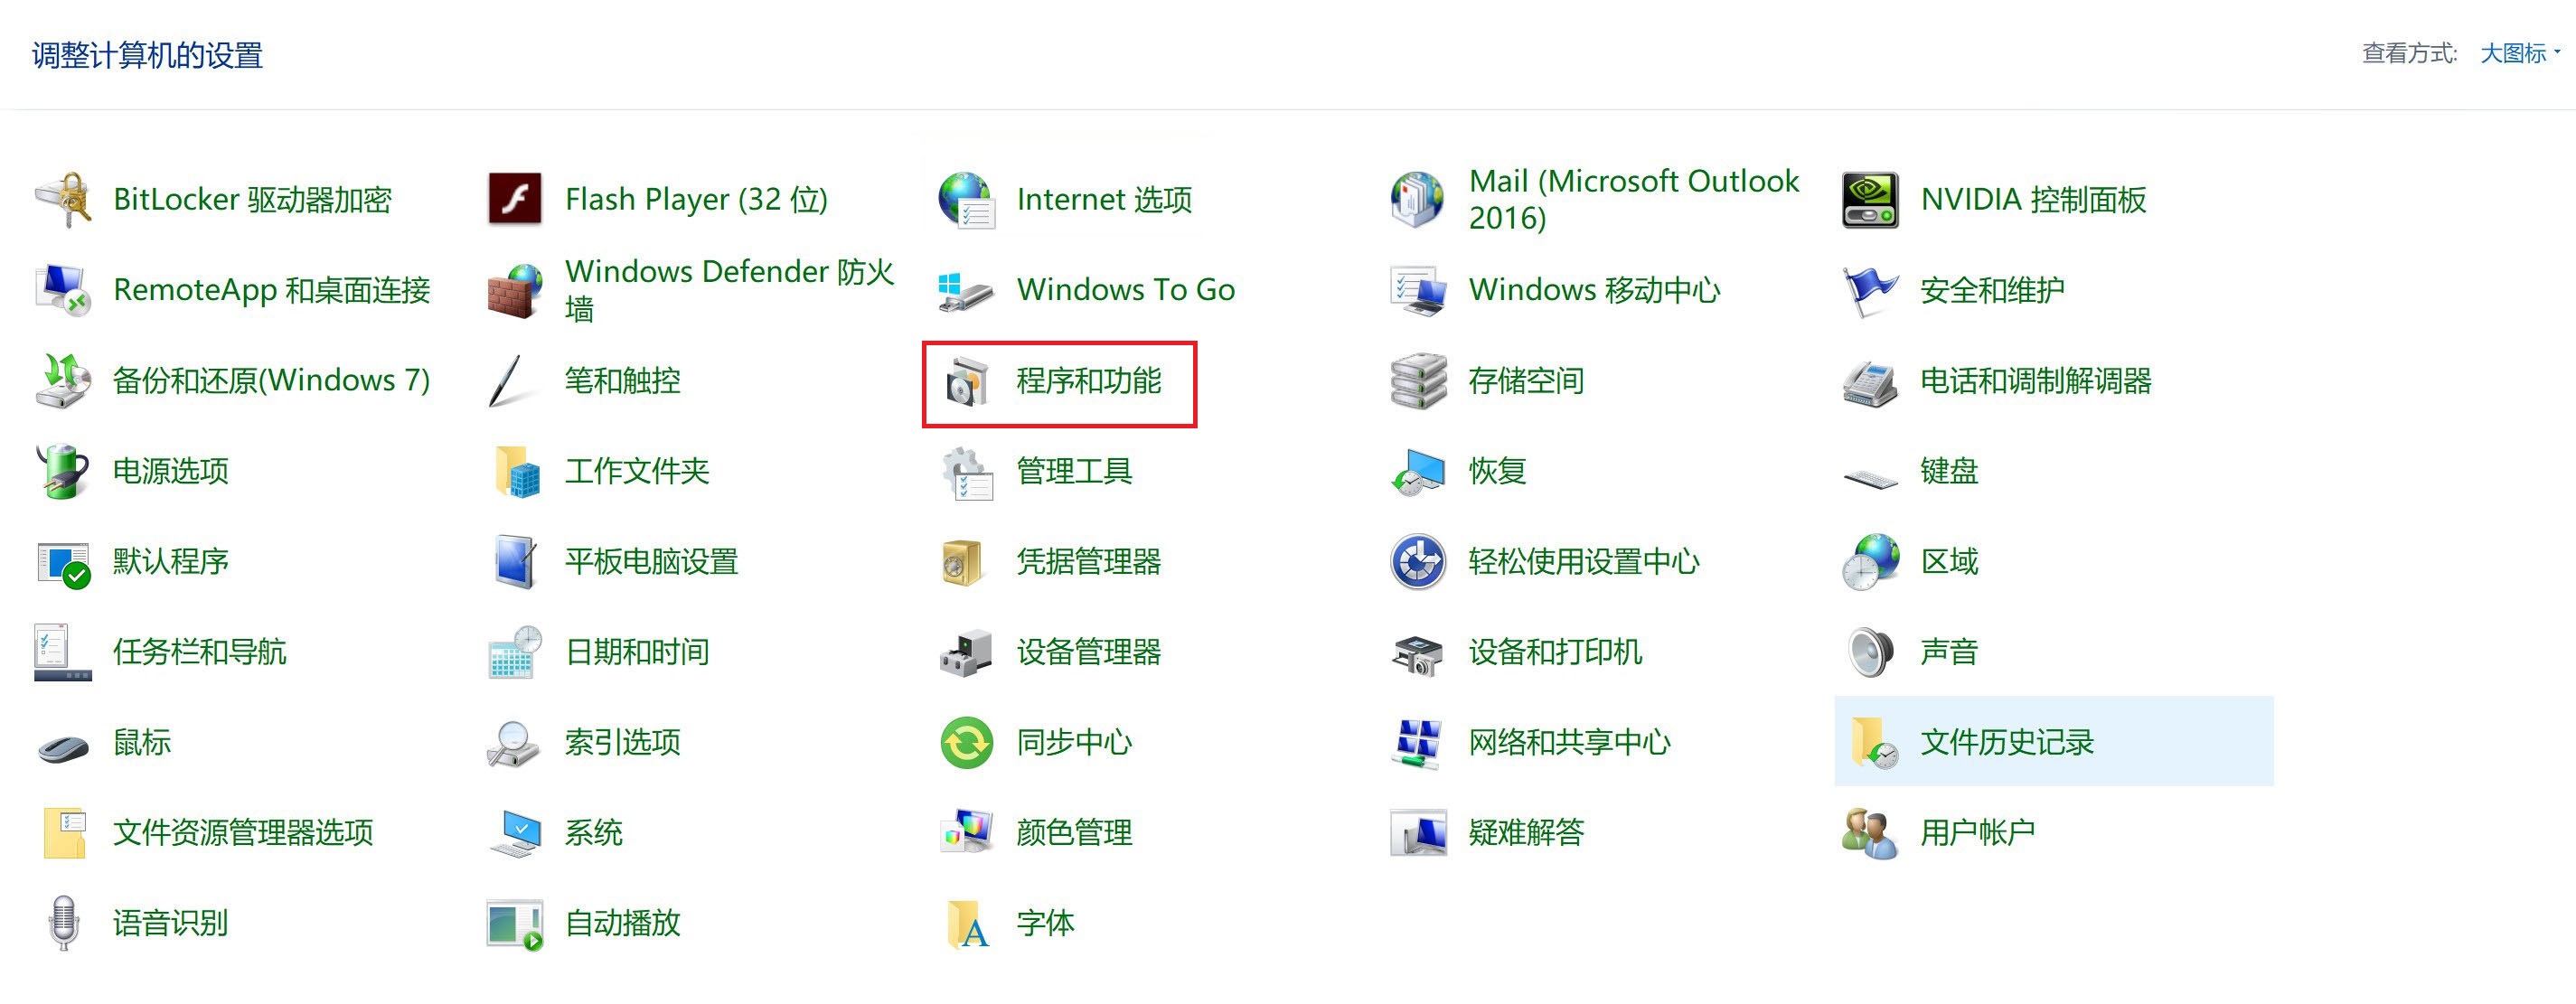 调整计算机的设置
查看方式: 大图标
BitLocker 驱动器加密
Flash Player (32 位)
Internet 选项
Mail (Microsoft Outlook
2016)
NVIDIA 控制面板
RemoteApp 和桌面连接
Windows Defender 防火
墙
Windows To Go
Windows 移动中心
安全和维护
备份和还原(Windows 7)
笔和触控
程序和功能
存储空间
电话和调制解调器
电源选项
工作文件夹
管理工具
恢复
键盘
默认程序
平板电脑设置
凭据管理器
轻松使用设置中心
区域
任务栏和导航
日期和时间
设备管理器
设备和打印机
声音
鼠标
索引选项
同步中心
网络和共享中心
文件历史记录
文件资源管理器选项
系统
颜色管理
疑难解答
用户帐户
语音识别
自动播放
字体